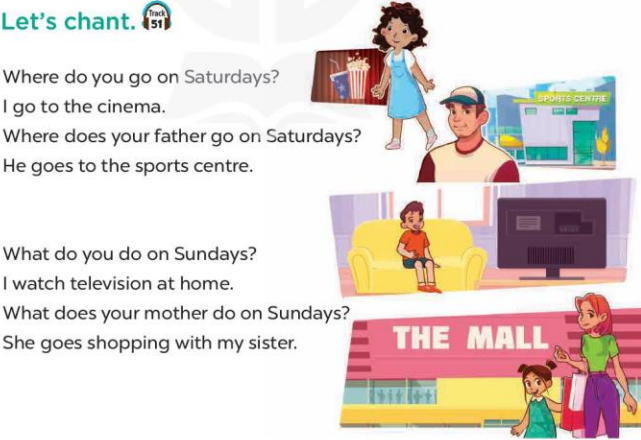 Let's chant.
Track
51
Where do you go on Saturdays?
I go to the cinema.
Where does your father go on Saturdays?
He goes to the sports centre.
SPORTS CENTRE
What do you do on Sundays?
I watch television at home.
What does your mother do on Sundays?
She goes shopping with my sister.
THE MALL